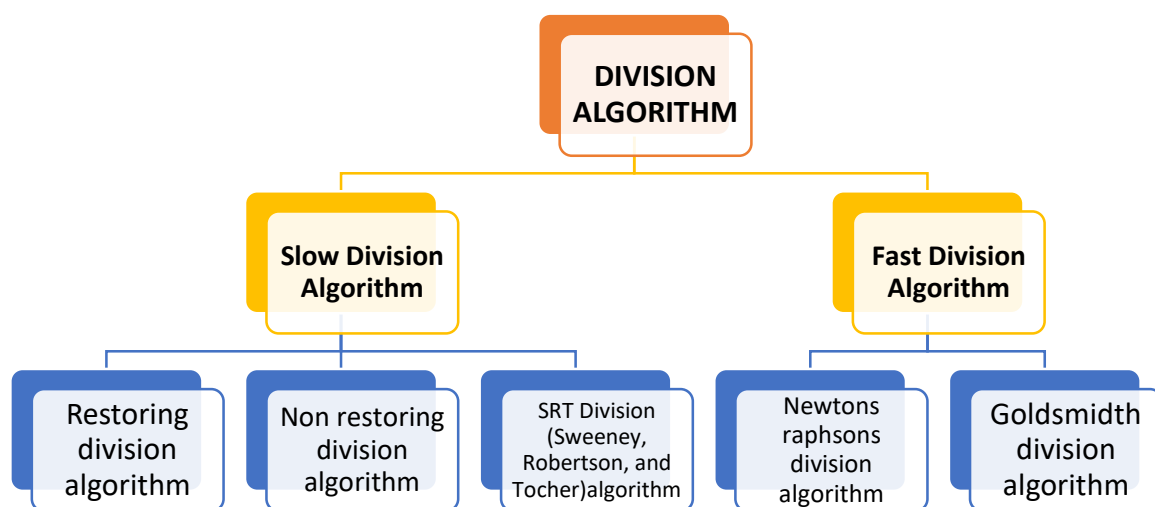 DIVISION
ALGORITHM
Slow Division
Algorithm
Fast Division
Algorithm
Restoring
division
algorithm
Non restoring
division
algorithm
SRT Division
(Sweeney,
Robertson, and
Tocher)algorithm
Newtons
raphsons
division
algorithm
Goldsmidth
division
algorithm